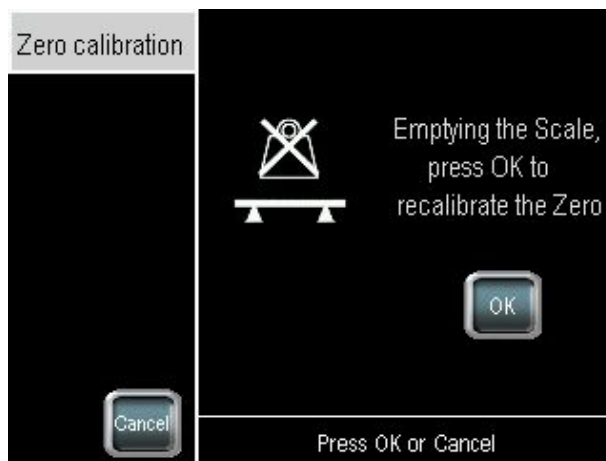 Zero calibration
Emptying the Scale,
press OK to
recalibrate the Zero
OK
Cancel
Press OK or Cancel